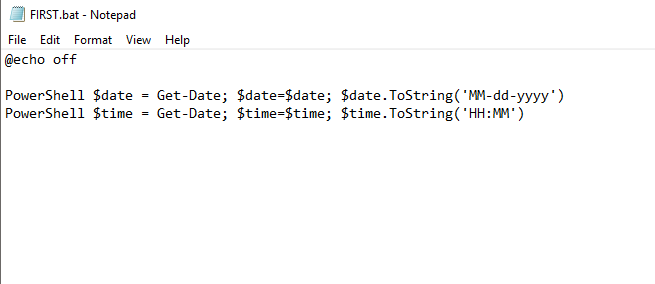 FIRST.bat - Notepad
File Edit Format View Help
@echo off
PowerShell $date = Get-Date; $date=$date; $date.ToString('MM-dd-yyyy')
PowerShell $time = Get-Date; $time=$time; $time.ToString('HH:MM')